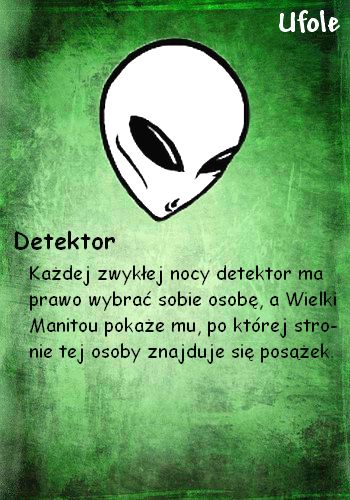 Ufole
Detektor
Każdej zwykłej nocy detektor ma
prawo wybrać sobie osobę, a Wielki
Manitou pokaże mu, po której stro-
nie tej osoby znajduje się posążek.